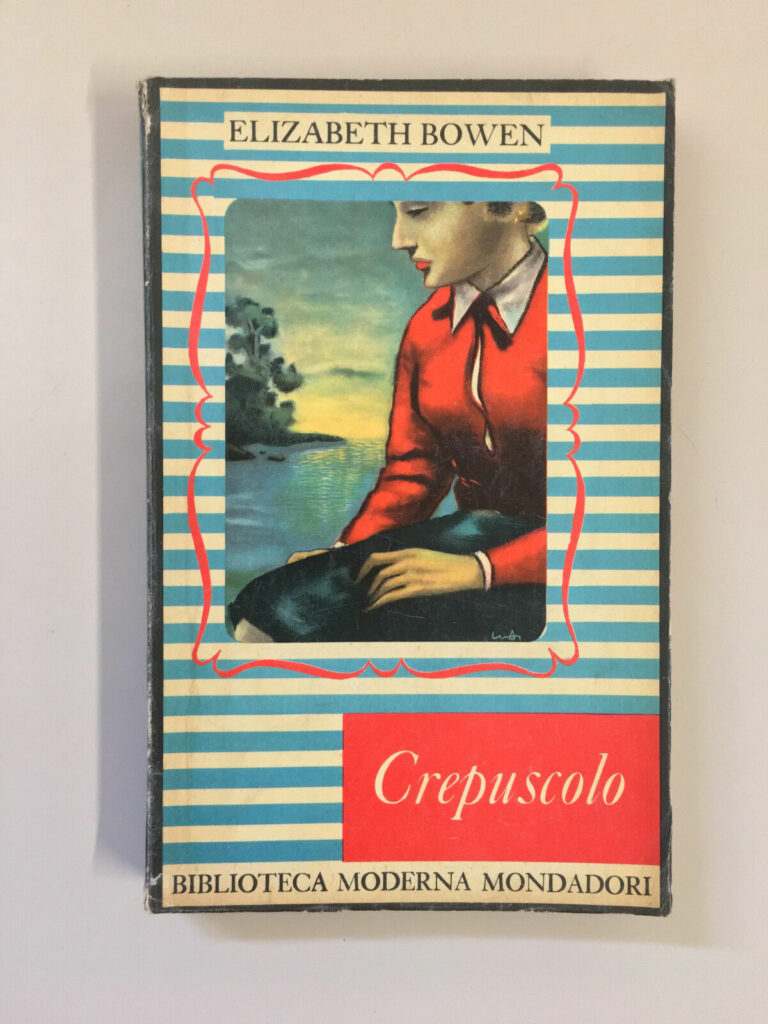 ELIZABETH BOWEN
Crepuscolo
BIBLIOTECA MODERNA MONDADORI